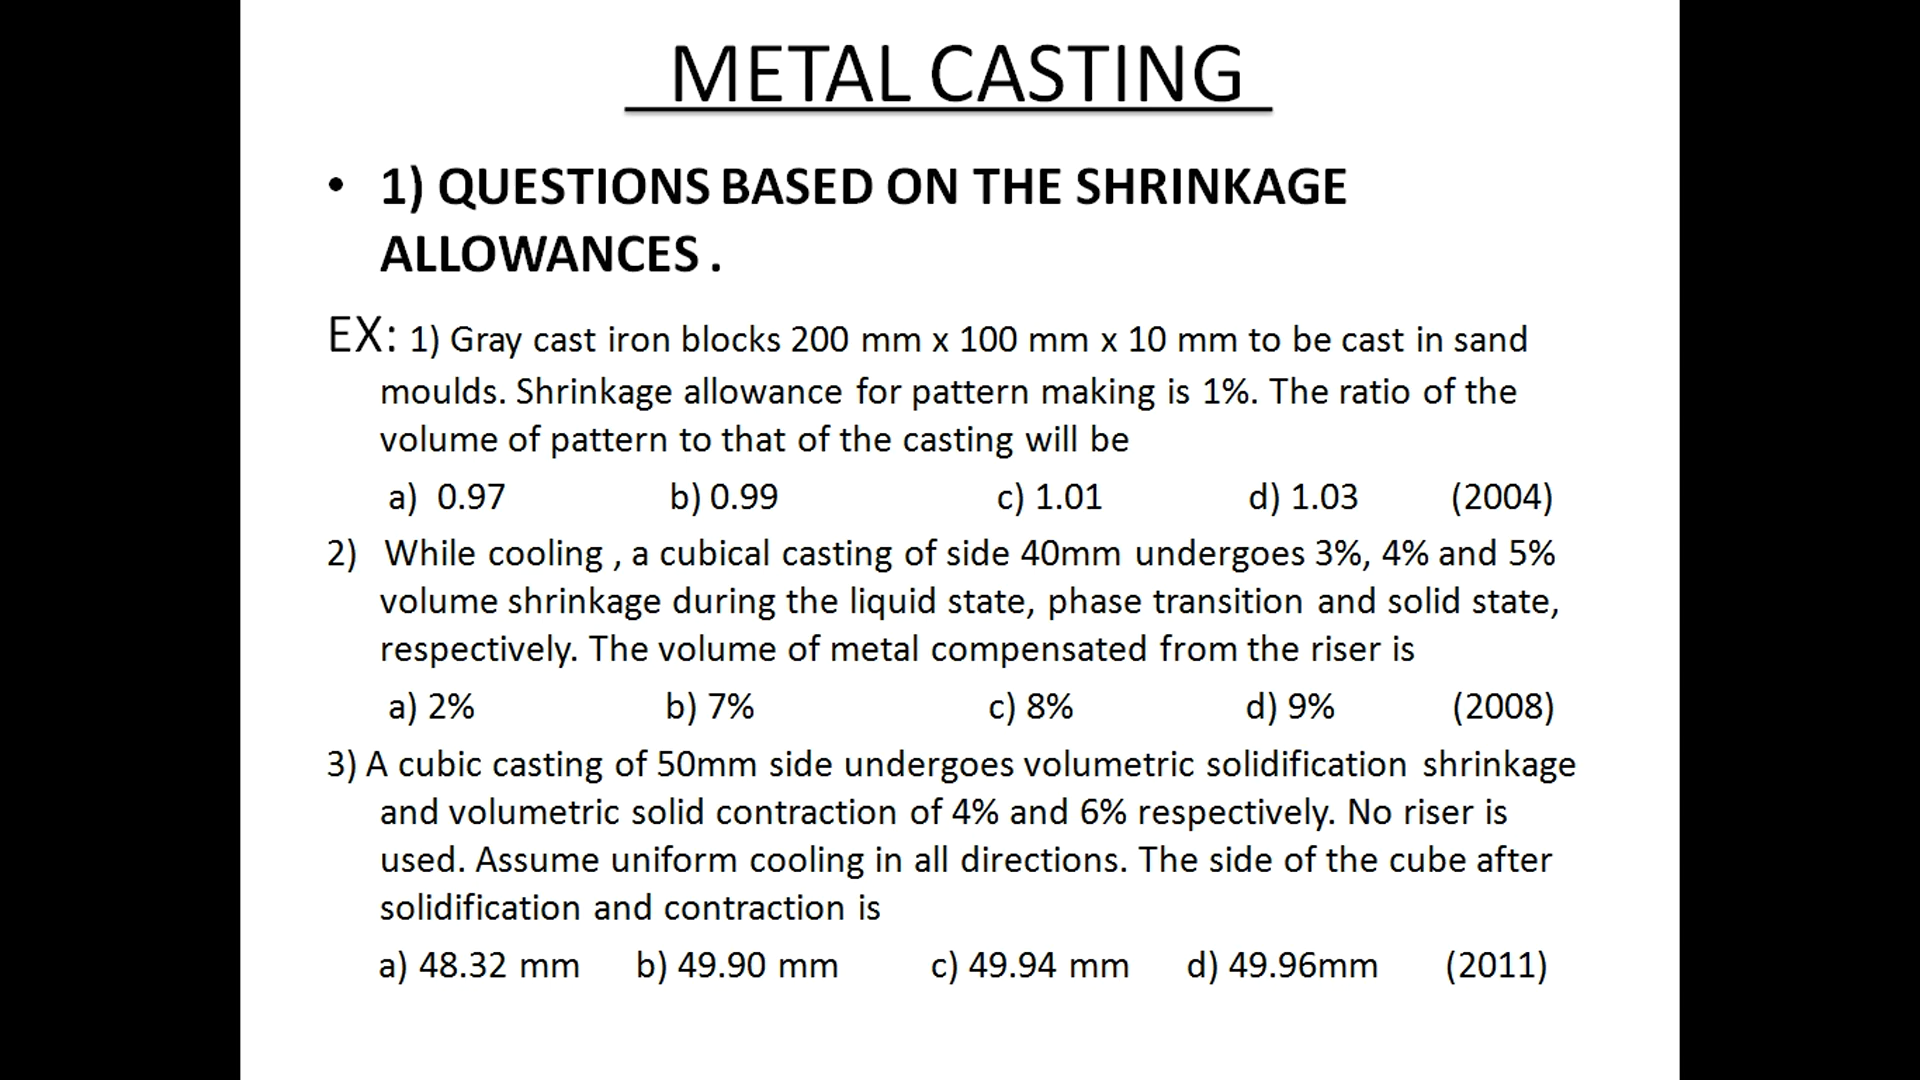 METAL CASTING
• 1) QUESTIONS BASED ON THE SHRINKAGE
ALLOWANCES .
EX: 1) Gray cast iron blocks 200 mm x 100 mm x 10 mm to be cast in sand
moulds. Shrinkage allowance for pattern making is 1%. The ratio of the
volume of pattern to that of the casting will be
a) 0.97 b) 0.99 c) 1.01 d) 1.03 (2004)
2) While cooling , a cubical casting of side 40mm undergoes 3%, 4% and 5%
volume shrinkage during the liquid state, phase transition and solid state,
respectively. The volume of metal compensated from the riser is
a) 2% b) 7% c) 8% d) 9% (2008)
3) A cubic casting of 50mm side undergoes volumetric solidification shrinkage
and volumetric solid contraction of 4% and 6% respectively. No riser is
used. Assume uniform cooling in all directions. The side of the cube after
solidification and contraction is
a) 48.32 mm b) 49.90 mm c) 49.94 mm d) 49.96mm (2011)